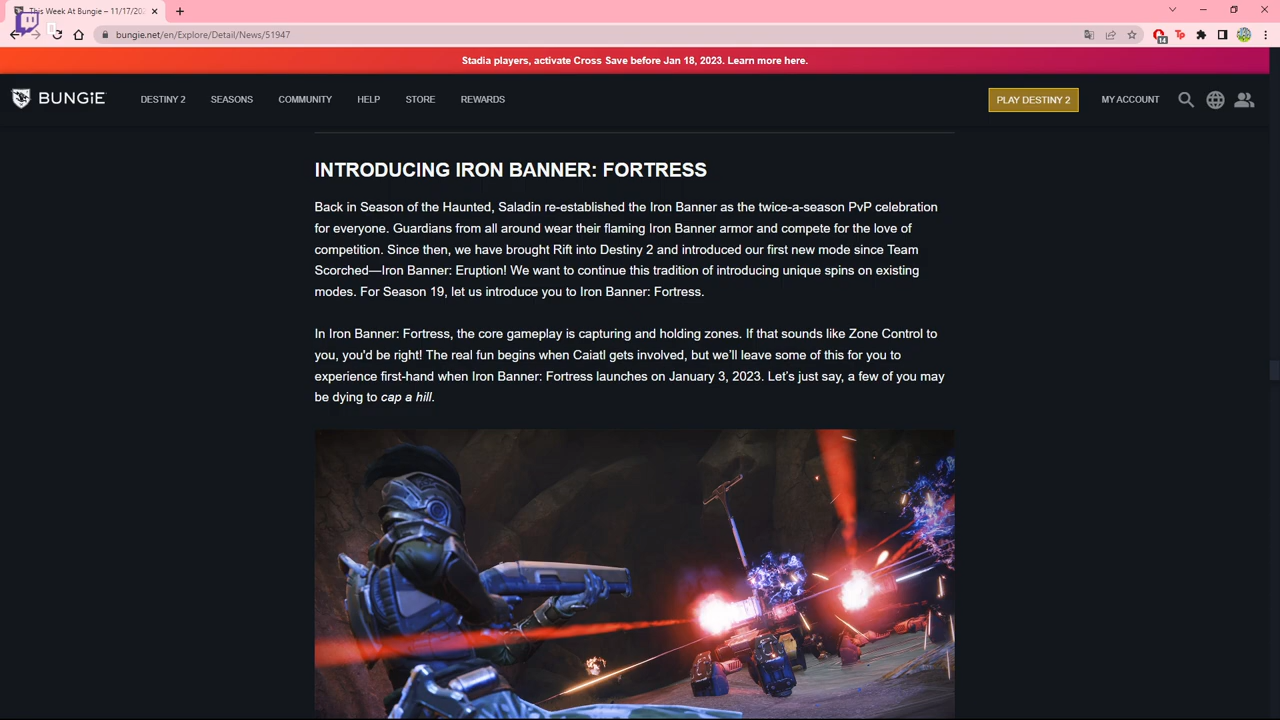 This Week At Bungie – 11/17/202
bungie.net/en/Explore/Detail/News/51947
14
Stadia players, activate Cross Save before Jan 18, 2023. Learn more here.
BUNGiE
DESTINY 2
SEASONS
COMMUNITY
HELP
STORE
REWARDS
PLAY DESTINY 2
MY ACCOUNT
INTRODUCING IRON BANNER: FORTRESS
Back in Season of the Haunted, Saladin re-established the Iron Banner as the twice-a-season PvP celebration
for everyone. Guardians from all around wear their flaming Iron Banner armor and compete for the love of
competition. Since then, we have brought Rift into Destiny 2 and introduced our first new mode since Team
Scorched—Iron Banner: Eruption! We want to continue this tradition of introducing unique spins on existing
modes. For Season 19, let us introduce you to Iron Banner: Fortress.
In Iron Banner: Fortress, the core gameplay is capturing and holding zones. If that sounds like Zone Control to
you, you'd be right! The real fun begins when Caiatl gets involved, but we’ll leave some of this for you to
experience first-hand when Iron Banner: Fortress launches on January 3, 2023. Let’s just say, a few of you may
be dying to cap a hill.